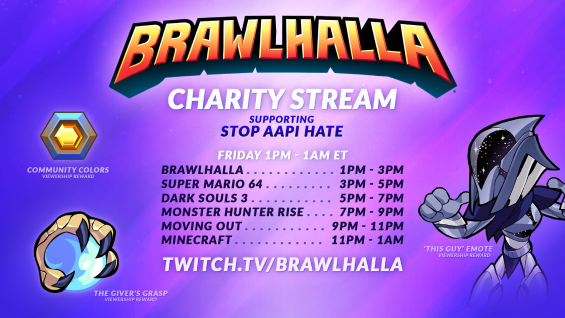 BRAWLHALLA
CHARITY STREAM
SUPPORTING
STOP AAPI HATE
FRIDAY 1PM - 1AM ET
BRAWLHALLA . . . . . . . . . . . . 1PM - 3PM
SUPER MARIO 64 . . . . . . . . . . 3PM - 5PM
DARK SOULS 3 . . . . . . . . . . . 5PM - 7PM
MONSTER HUNTER RISE . . . . 7PM - 9PM
MOVING OUT . . . . . . . . . . . 9PM - 11PM
MINECRAFT . . . . . . . . . . . . 11PM - 1AM
TWITCH.TV/BRAWLHALLA
COMMUNITY COLORS
VIEWERSHIP REWARD
THE GIVER'S GRASP
VIEWERSHIP REWARD
'THIS GUY' EMOTE
VIEWERSHIP REWARD